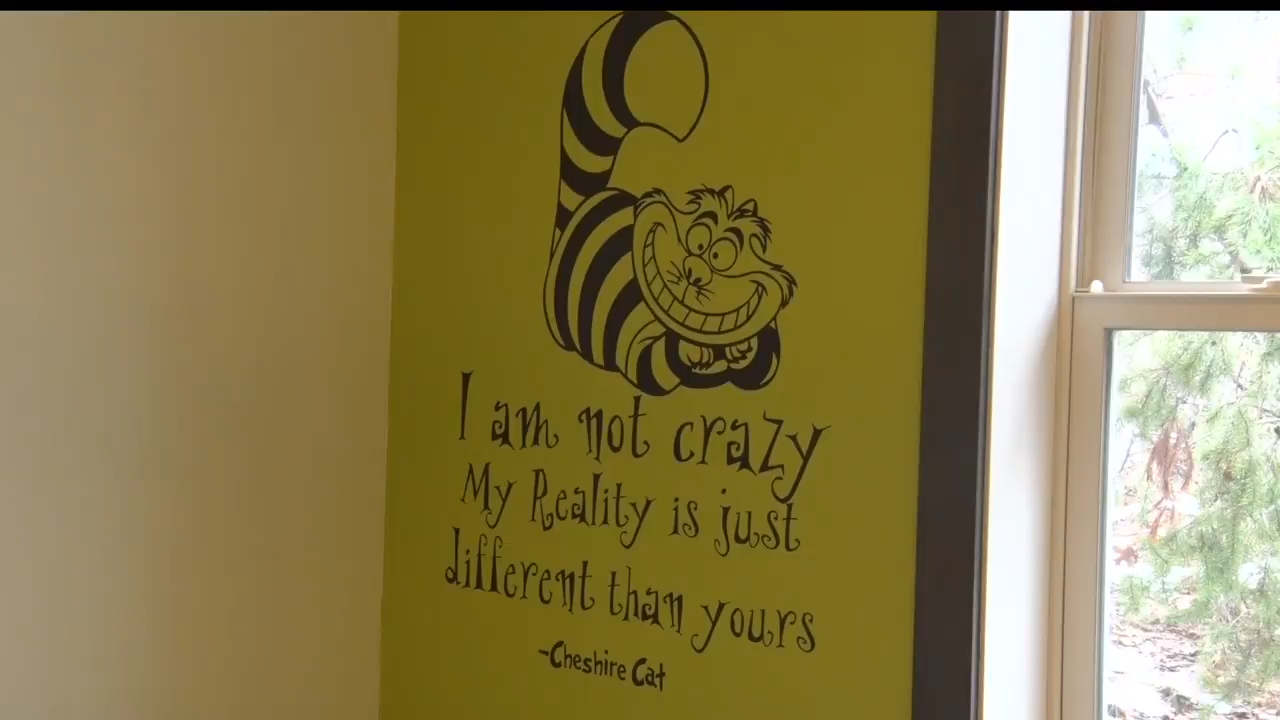 I am not crazy
My Reality is just
different than yours
-Cheshire Cat